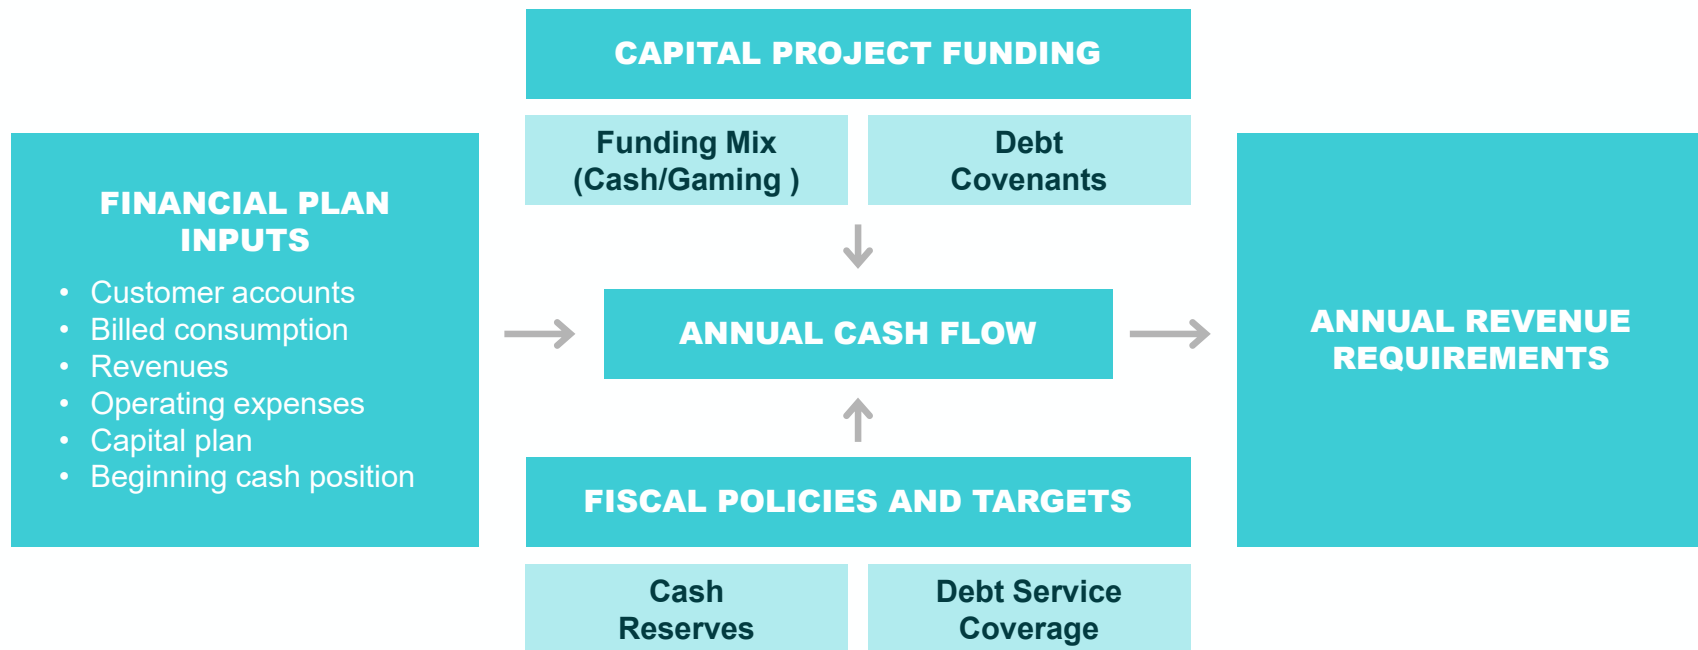 CAPITAL PROJECT FUNDING
Funding Mix
(Cash/Gaming )
Debt
Covenants
FINANCIAL PLAN
INPUTS
• Customer accounts
• Billed consumption
• Revenues
• Operating expenses
• Capital plan
• Beginning cash position
ANNUAL CASH FLOW
ANNUAL REVENUE
REQUIREMENTS
FISCAL POLICIES AND TARGETS
Cash
Reserves
Debt Service
Coverage